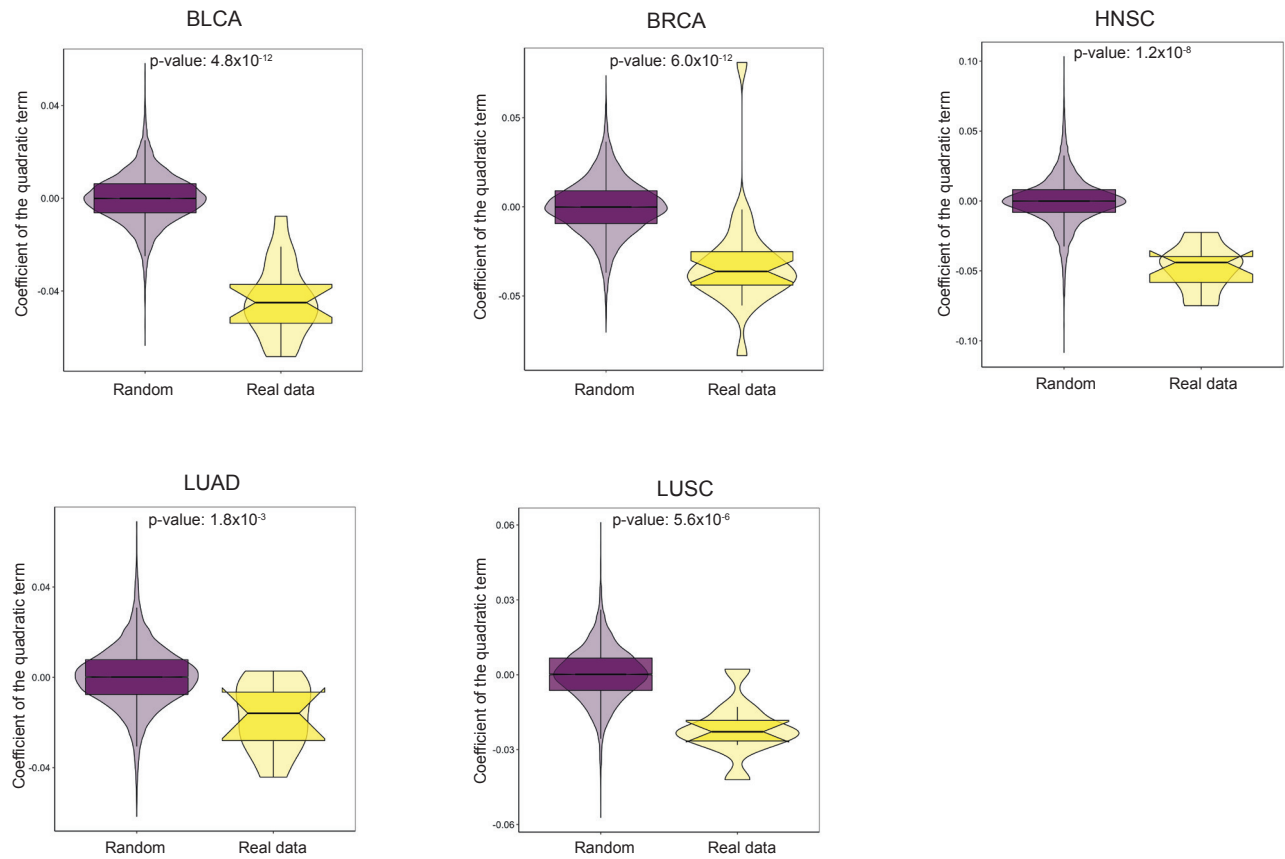 BLCA
p-value: 4.8x10⁻¹²
Coefficient of the quadratic term
0.04
0.00
-0.04
Random Real data
BRCA
p-value: 6.0x10⁻¹²
Coefficient of the quadratic term
0.05
0.00
-0.05
Random Real data
HNSC
p-value: 1.2x10⁻⁸
Coefficient of the quadratic term
0.10
0.05
0.00
-0.05
-0.10
Random Real data
LUAD
p-value: 1.8x10⁻³
Coefficient of the quadratic term
0.04
0.00
-0.04
Random Real data
LUSC
p-value: 5.6x10⁻⁶
Coefficient of the quadratic term
0.06
0.03
0.00
-0.03
-0.06
Random Real data